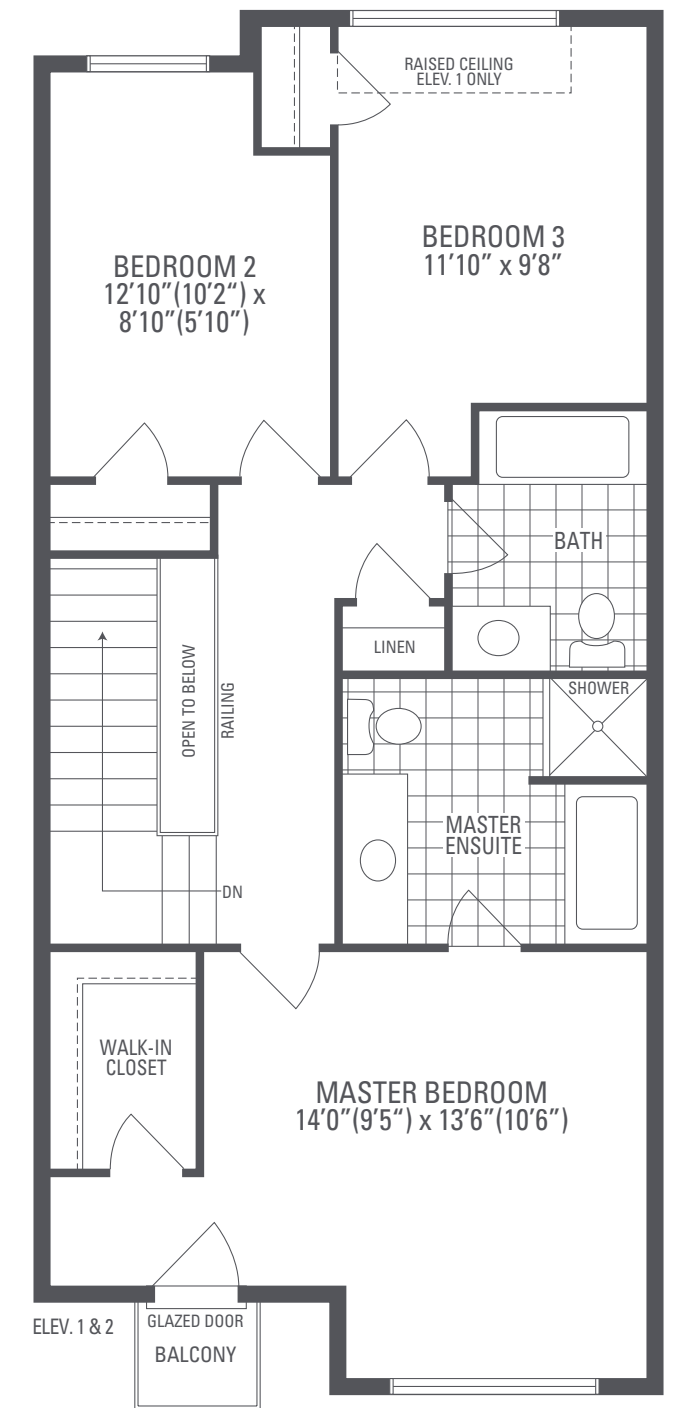 RAISED CEILING
ELEV. 1 ONLY
BEDROOM 3
11’10” x 9’8”
BEDROOM 2
12’10”(10’2“) x
8’10”(5’10”)
BATH
LINEN
OPEN TO BELOW
RAILING
SHOWER
MASTER
ENSUITE
DN
WALK-IN
CLOSET
MASTER BEDROOM
14’0”(9’5“) x 13’6”(10’6”)
ELEV. 1 & 2
GLAZED DOOR
BALCONY